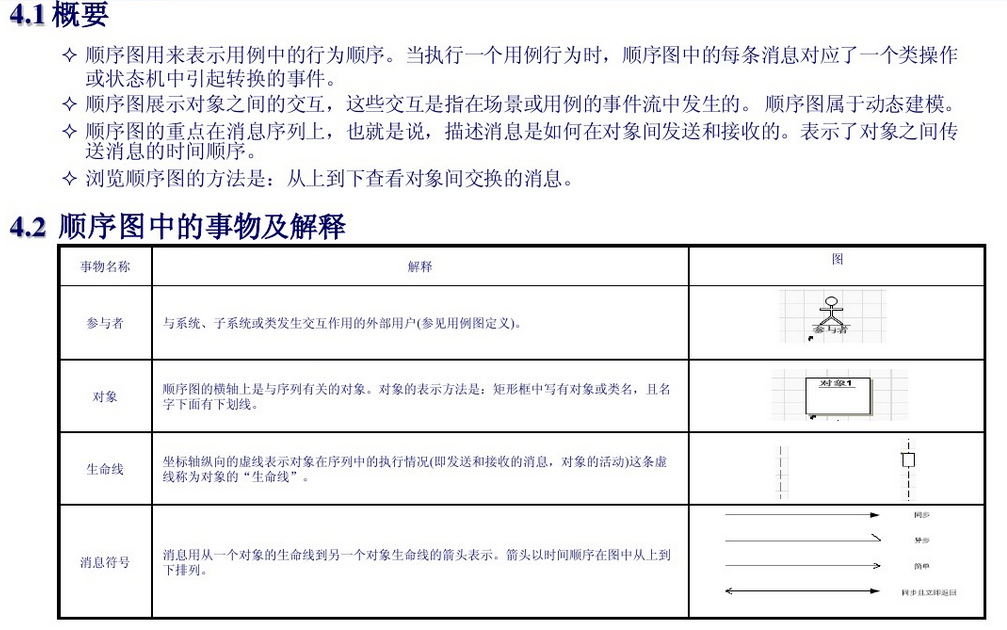 4.1 概要
✧ 顺序图用来表示用例中的行为顺序。当执行一个用例行为时，顺序图中的每条消息对应了一个类操作
或状态机中引起转换的事件。
✧ 顺序图展示对象之间的交互，这些交互是指在场景或用例的事件流中发生的。 顺序图属于动态建模。
✧ 顺序图的重点在消息序列上，也就是说，描述消息是如何在对象间发送和接收的。表示了对象之间传
送消息的时间顺序。
✧ 浏览顺序图的方法是：从上到下查看对象间交换的消息。
4.2 顺序图中的事物及解释
事物名称 解释 图
参与者 与系统、子系统或类发生交互作用的外部用户(参见用例图定义)。
参与者
对象 顺序图的横轴上是与序列有关的对象。对象的表示方法是：矩形框中写有对象或类名，且名
字下面有下划线。
对象1
生命线 坐标轴纵向的虚线表示对象在序列中的执行情况(即发送和接收的消息，对象的活动)这条虚
线称为对象的“生命线”。
消息符号 消息用从一个对象的生命线到另一个对象生命线的箭头表示。箭头以时间顺序在图中从上到
下排列。
同步
异步
简单
同步且立即返回